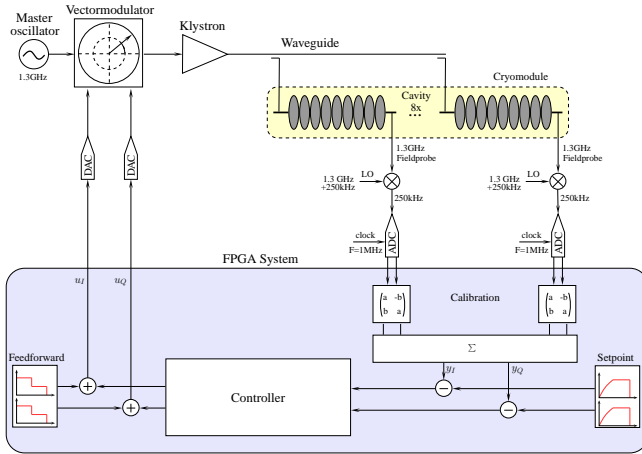 Master
oscillator
1.3GHz
Vectormodulator
Klystron
Waveguide
Cryomodule
Cavity
8x
...
1.3GHz
Fieldprobe
1.3GHz
Fieldprobe
LO
1.3 GHz
+250kHz
250kHz
LO
1.3 GHz
+250kHz
250kHz
DAC
DAC
clock
F=1MHz
ADC
clock
F=1MHz
ADC
FPGA System
u_I
u_Q
a -b
b a
Calibration
a -b
b a
Σ
y_I
y_Q
Feedforward
Setpoint
+
+
Controller
−
−